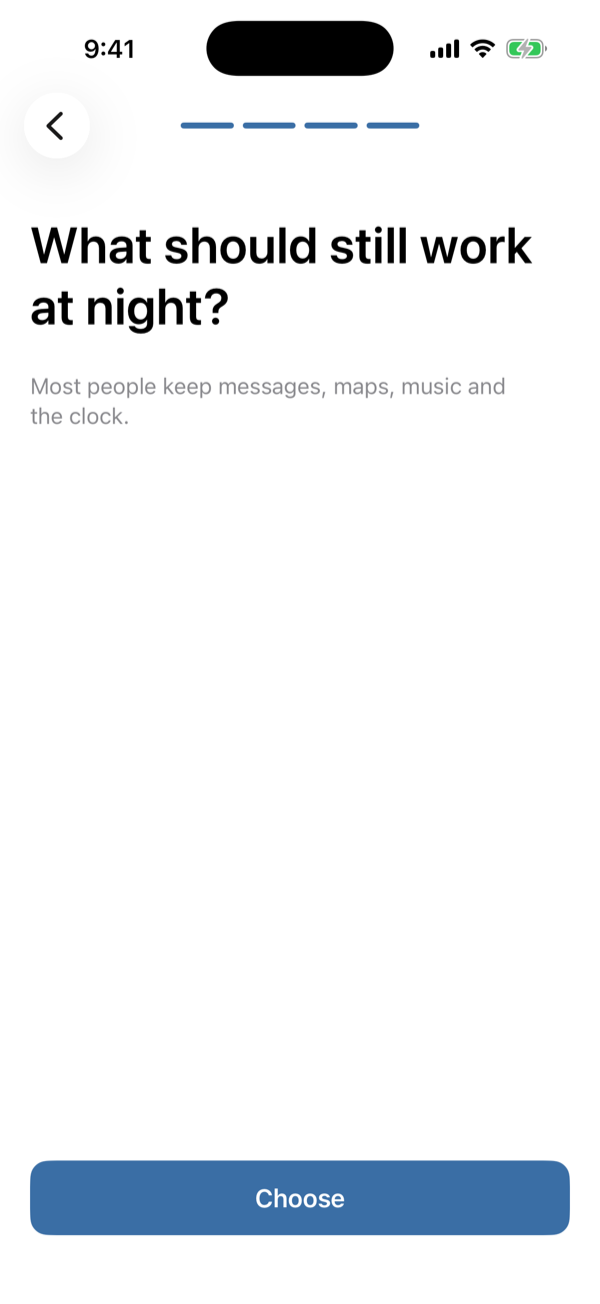 9:41
What should still work
at night?
Most people keep messages, maps, music and
the clock.
Choose